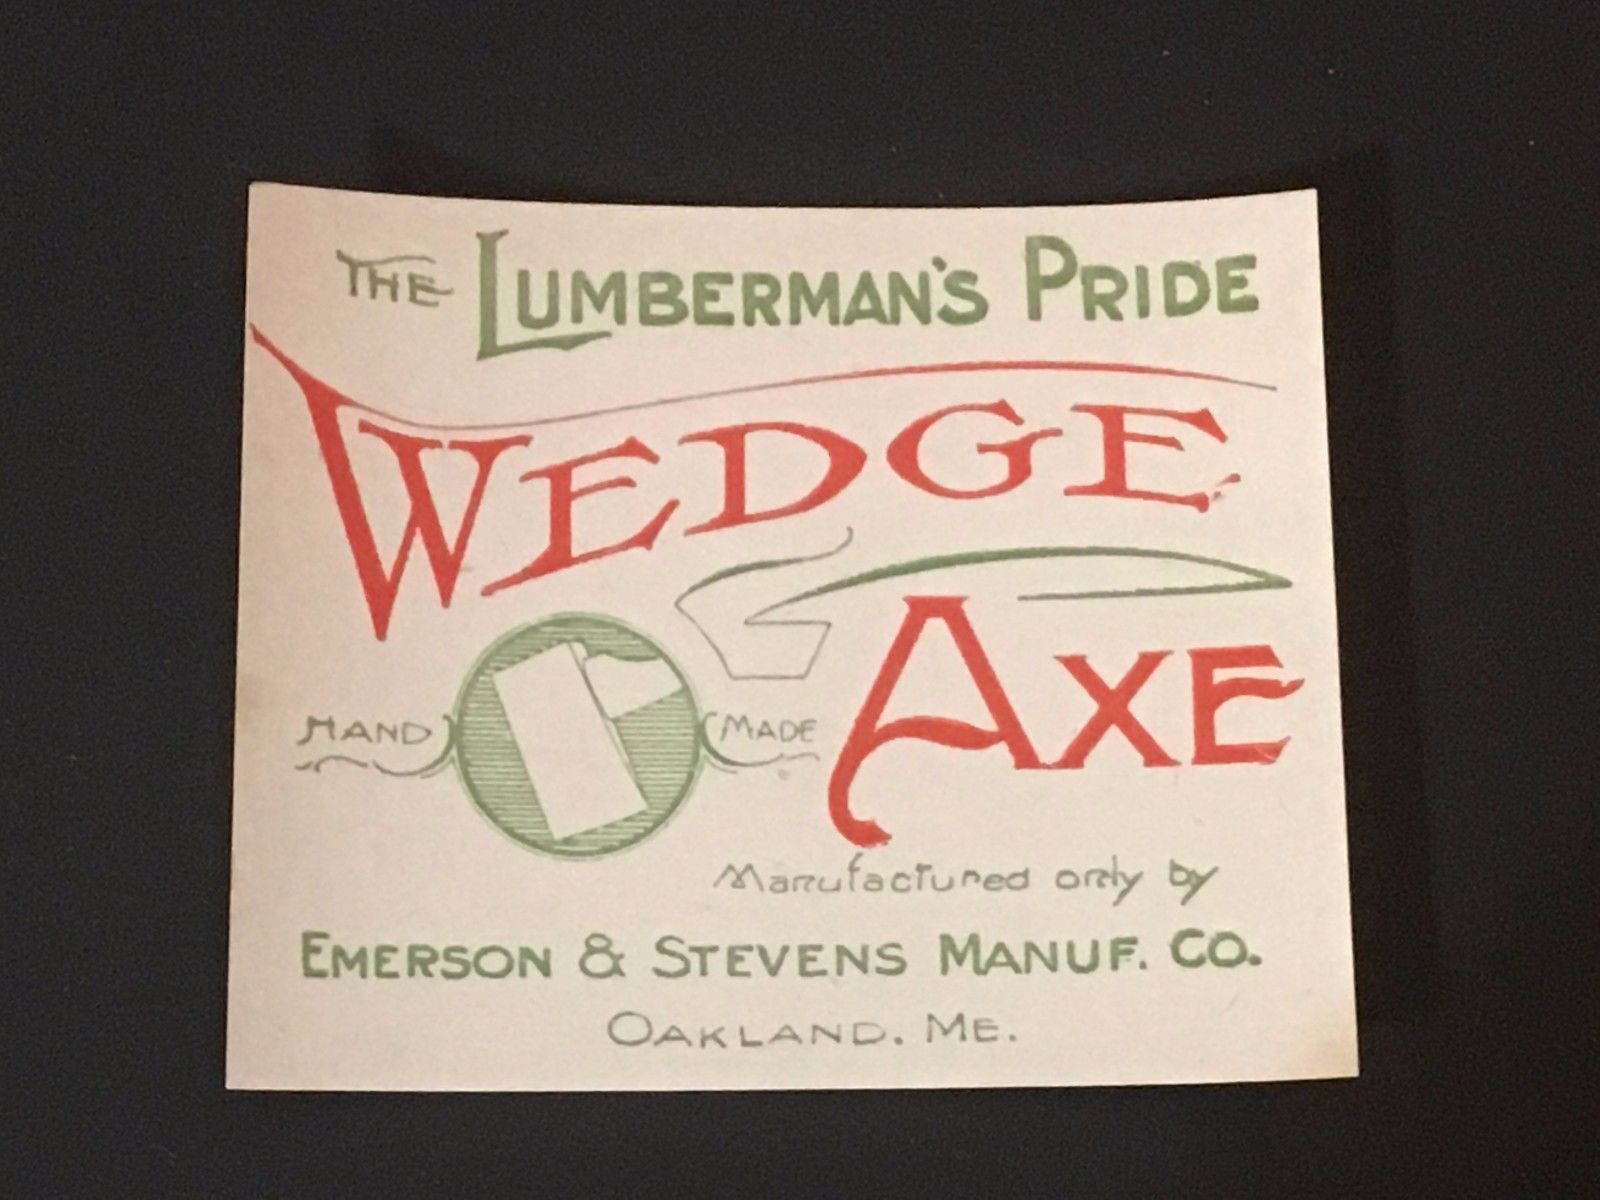 THE LUMBERMAN'S PRIDE
WEDGE
AXE
HAND MADE
Manufactured only by
EMERSON & STEVENS MANUF. CO.
OAKLAND. ME.